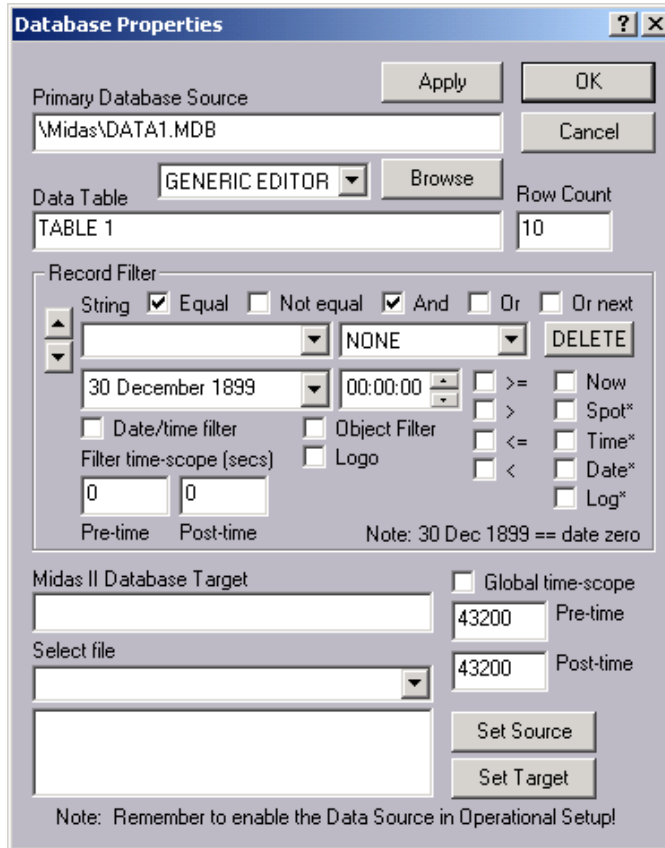 Database Properties
Apply
OK
Primary Database Source
\Midas\DATA1.MDB
Cancel
GENERIC EDITOR
Browse
Data Table
Row Count
TABLE 1
10
Record Filter
String Equal Not equal And Or Or next
NONE
DELETE
30 December 1899
00:00:00
>= Now
> Spot*
<= Time*
< Date*
Log*
Date/time filter
Object Filter
Filter time-scope (secs)
Logo
0
0
Pre-time
Post-time
Note: 30 Dec 1899 == date zero
Midas II Database Target
Global time-scope
43200 Pre-time
Select file
43200 Post-time
Set Source
Set Target
Note: Remember to enable the Data Source in Operational Setup!